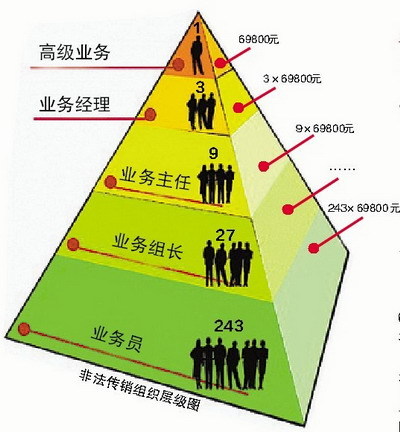 1
69800元
高级业务
3
3×69800元
业务经理
9
9×69800元
业务主任
……
27
243×69800元
业务组长
243
业务员
非法传销组织层级图